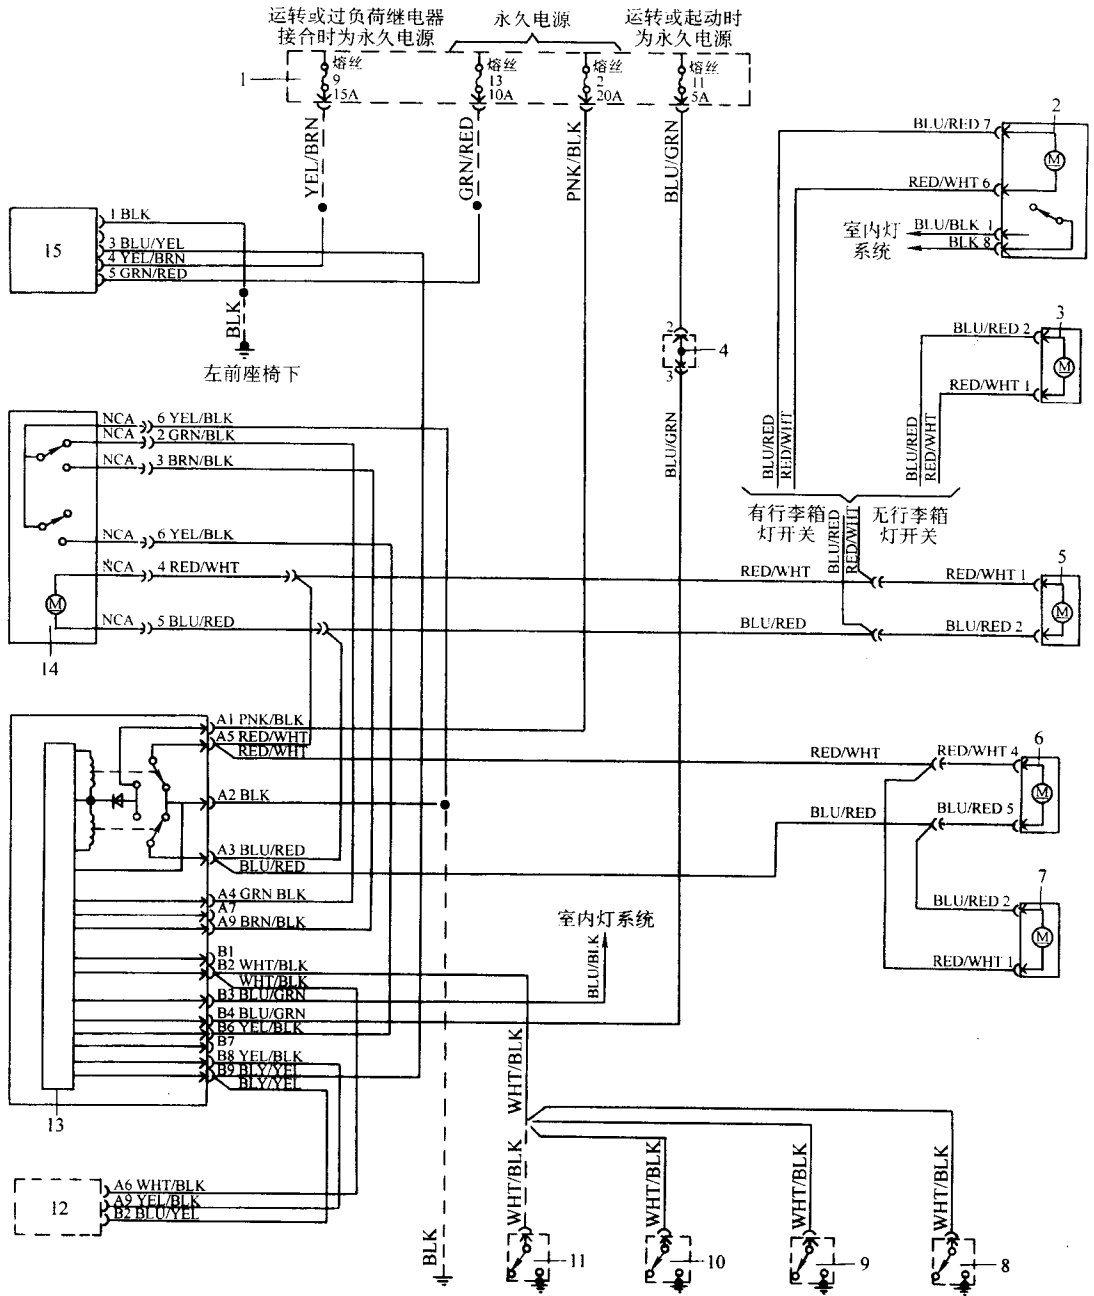 运转或过负荷继电器
接合时为永久电源
永久电源
运转或起动时
为永久电源
1
熔丝
9
15A
熔丝
13
10A
熔丝
2
20A
熔丝
11
5A
YEL/BRN
GRN/RED
PNK/BLK
BLU/GRN
2
BLU/RED 7
RED/WHT 6
BLU/BLK 1
BLK 8
室内灯
系统
15
1 BLK
3 BLU/YEL
4 YEL/BRN
5 GRN/RED
BLK
左前座椅下
2
3
4
BLU/GRN
3
BLU/RED 2
RED/WHT 1
BLU/RED
RED/WHT
BLU/RED
RED/WHT
有行李箱
灯开关
无行李箱
灯开关
BLU/RED
RED/WHT
NCA 6 YEL/BLK
NCA 2 GRN/BLK
NCA 3 BRN/BLK
NCA 6 YEL/BLK
NCA 4 RED/WHT
NCA 5 BLU/RED
14
RED/WHT
BLU/RED
5
RED/WHT 1
BLU/RED 2
M
M
M
M
M
M
A1 PNK/BLK
A5 RED/WHT
RED/WHT
A2 BLK
A3 BLU/RED
BLU/RED
A4 GRN BLK
A7
A9 BRN/BLK
B1
B2 WHT/BLK
WHT/BLK
B3 BLU/GRN
B4 BLU/GRN
B6 YEL/BLK
B7
B8 YEL/BLK
B9 BLY/YEL
BLY/YEL
13
RED/WHT
BLU/RED
RED/WHT 4
BLU/RED 5
6
7
BLU/RED 2
RED/WHT 1
室内灯系统
BLU/BLK
WHT/BLK
12
A6 WHT/BLK
A9 YEL/BLK
B2 BLU/YEL
BLK
WHT/BLK
WHT/BLK
WHT/BLK
WHT/BLK
11
10
9
8